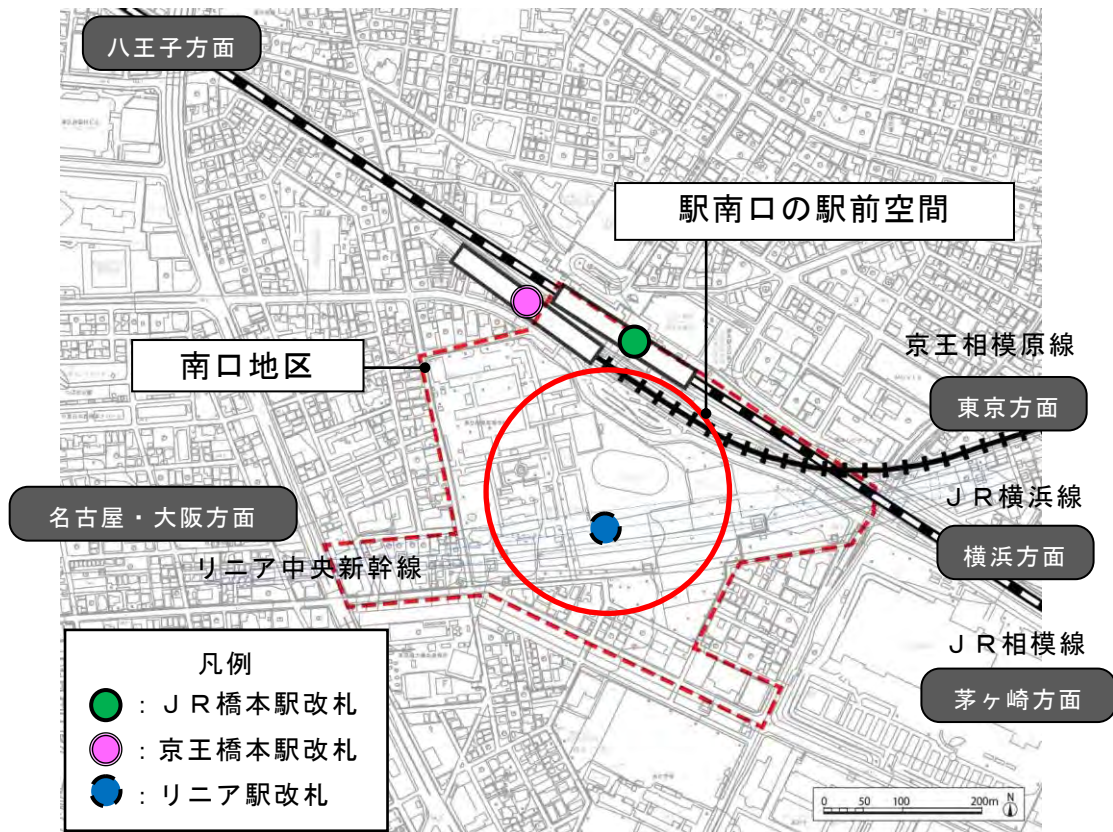 八王子方面
駅南口の駅前空間
京王相模原線
南口地区
東京方面
ＪＲ横浜線
名古屋・大阪方面
リニア中央新幹線
横浜方面
ＪＲ相模線
茅ヶ崎方面
凡例
：ＪＲ橋本駅改札
：京王橋本駅改札
：リニア駅改札
0 50 100 200m
N